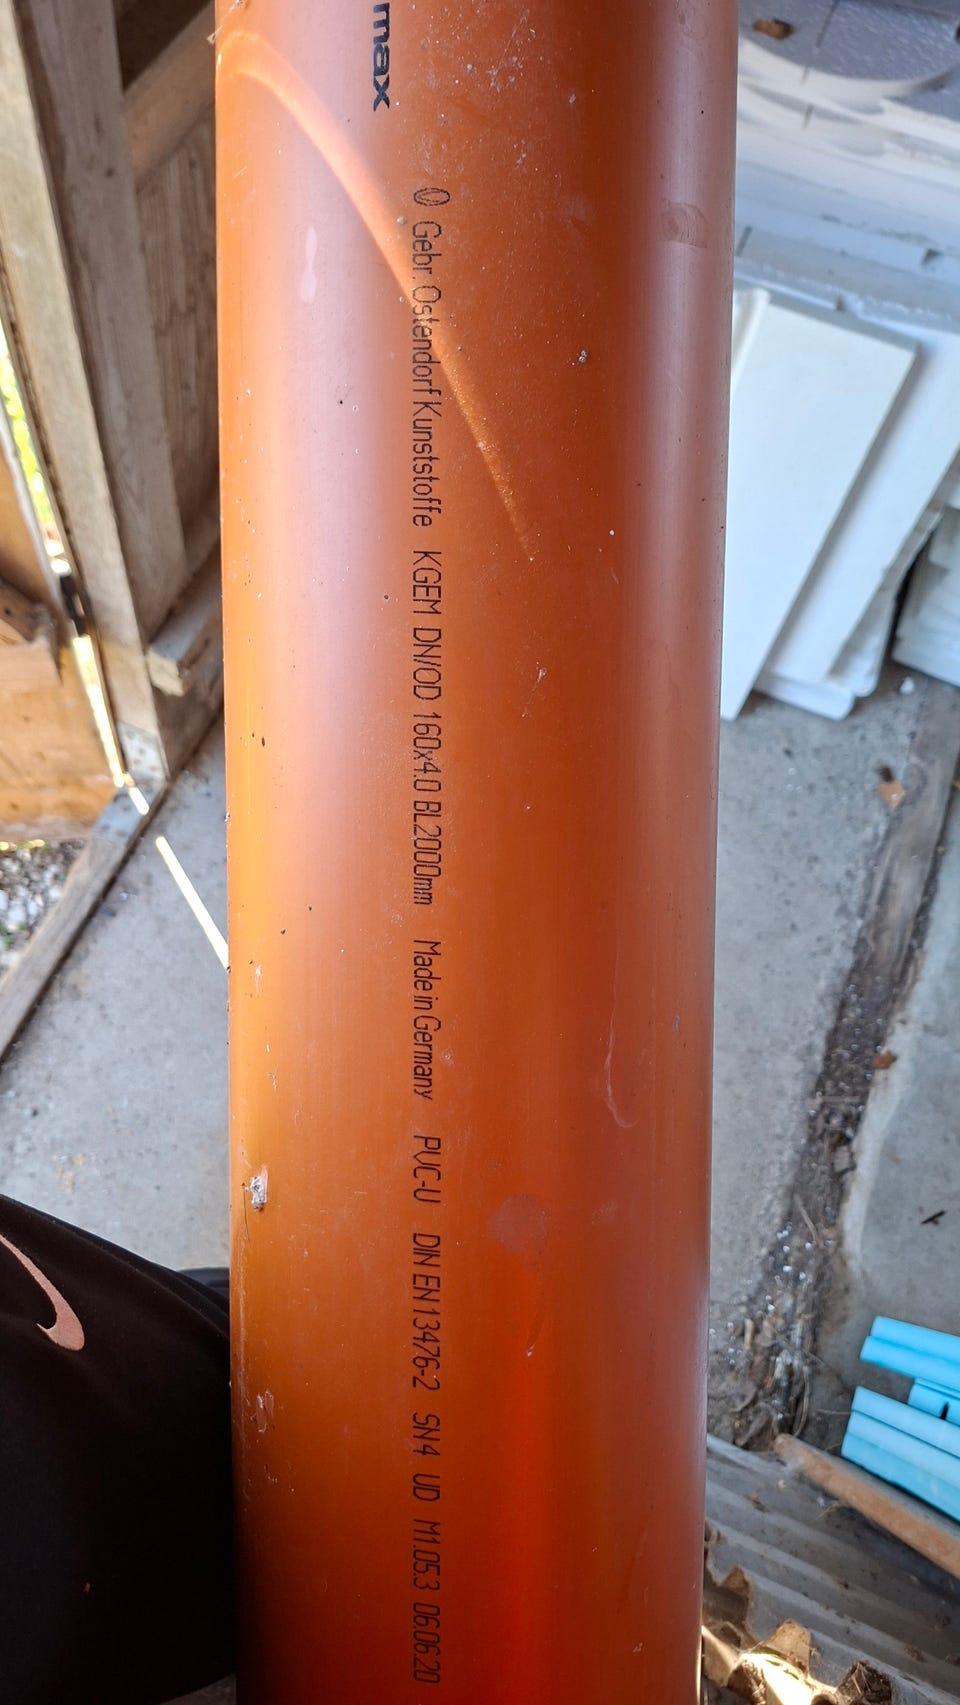 max
Gebr. Ostendorf Kunststoffe KGEM DN/OD 160x4.0 BL2000mm Made in Germany PVC-U DIN EN 13476-2 SN4 UD M1.05.3 06.06.20